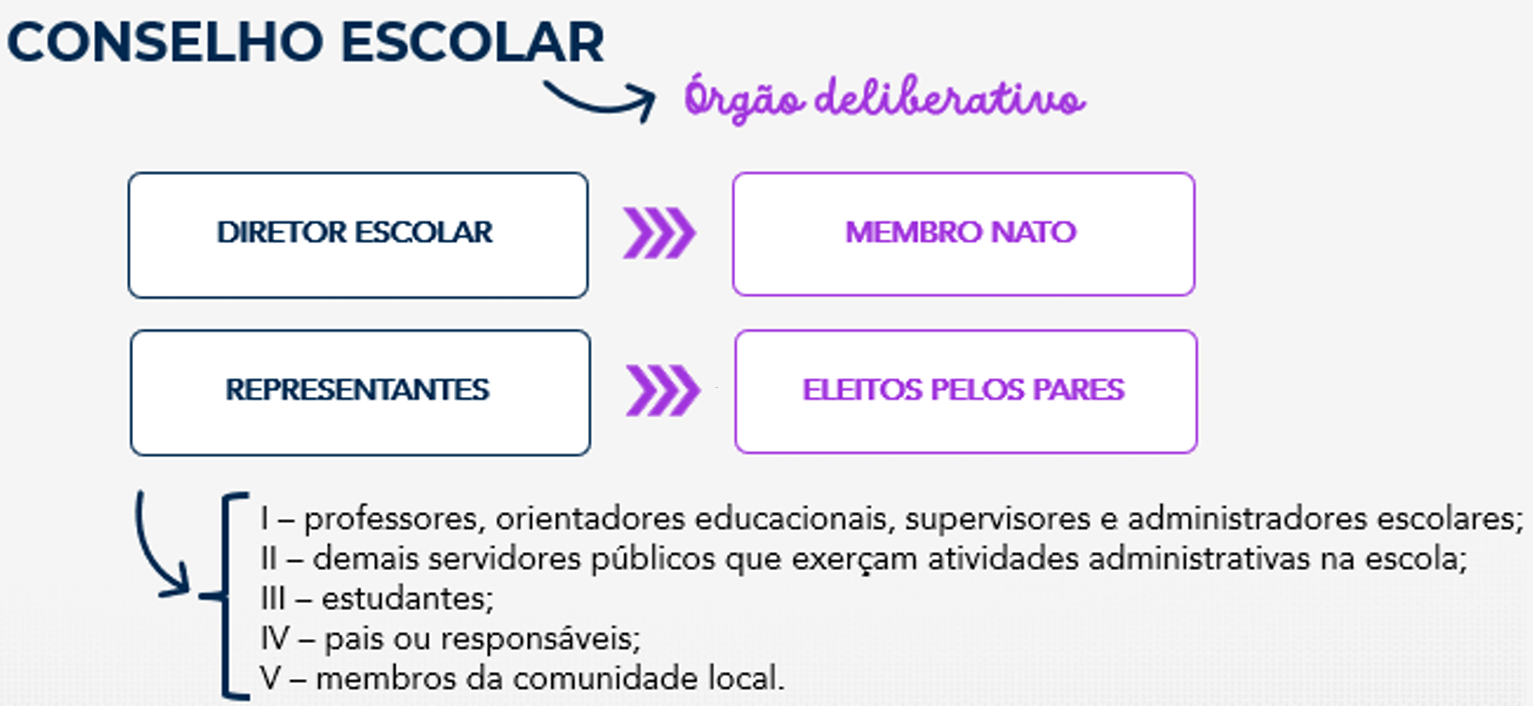 CONSELHO ESCOLAR
Órgão deliberativo
DIRETOR ESCOLAR
MEMBRO NATO
REPRESENTANTES
ELEITOS PELOS PARES
I – professores, orientadores educacionais, supervisores e administradores escolares;
II – demais servidores públicos que exerçam atividades administrativas na escola;
III – estudantes;
IV – pais ou responsáveis;
V – membros da comunidade local.